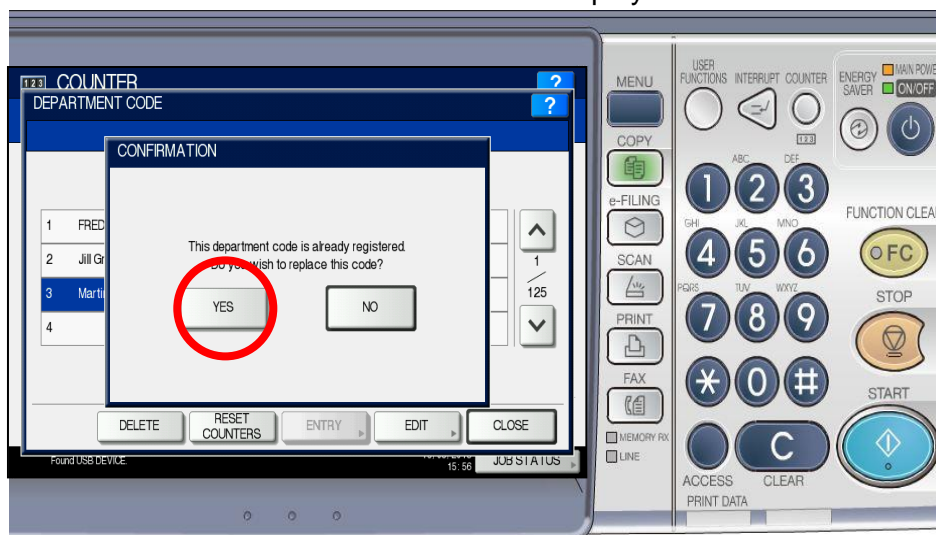 123 COUNTER ?
DEPARTMENT CODE ?
CONFIRMATION
This department code is already registered.
Do you wish to replace this code?
YES NO
1 FRED
2 Jill Gr
3 Marti
4
1
125
DELETE RESET COUNTERS ENTRY EDIT CLOSE
Found USB DEVICE.
15:56
JOB STATUS
MENU
COPY
e-FILING
SCAN
PRINT
FAX
MEMORY RX
LINE
USER
FUNCTIONS INTERRUPT COUNTER
123
ENERGY
SAVER
MAIN POWE
ON/OFF
ABC DEF
1 2 3
GHI JKL MNO
4 5 6
PQRS TUV WXYZ
7 8 9
* 0 #
C
ACCESS CLEAR
PRINT DATA
FUNCTION CLEA
FC
STOP
START